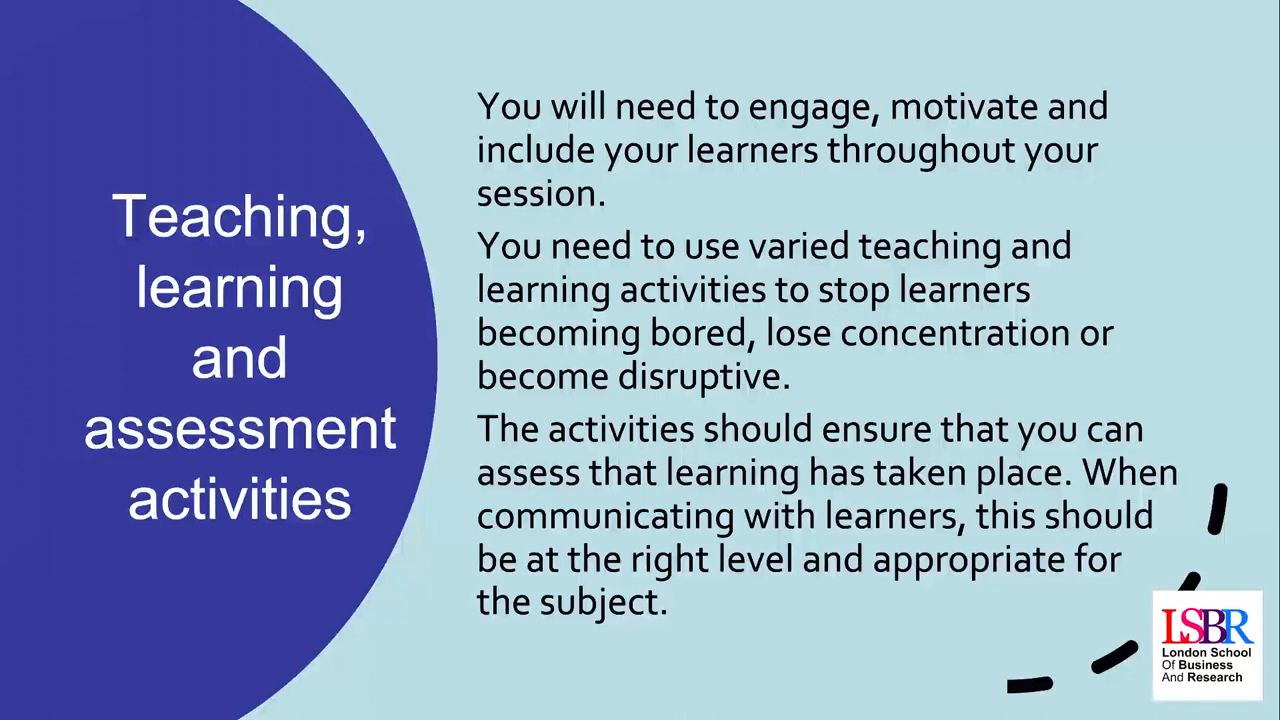 Teaching,
learning
and
assessment
activities
You will need to engage, motivate and
include your learners throughout your
session.
You need to use varied teaching and
learning activities to stop learners
becoming bored, lose concentration or
become disruptive.
The activities should ensure that you can
assess that learning has taken place. When
communicating with learners, this should
be at the right level and appropriate for
the subject.
LSBR
London School
Of Business
And Research